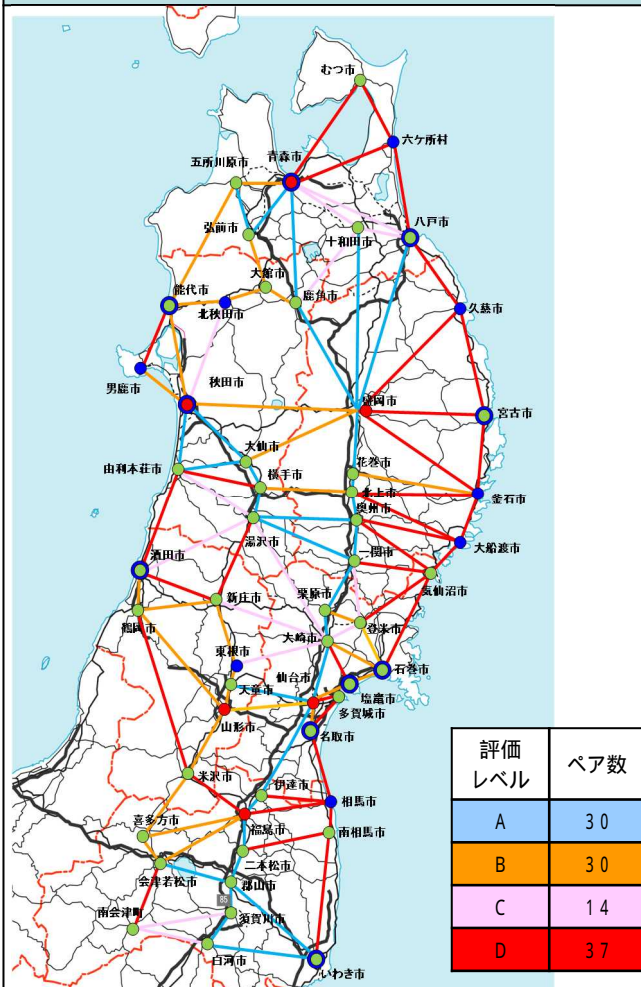 むつ市
六ケ所村
青森市
五所川原市
八戸市
弘前市
十和田市
大館市
能代市
鹿角市
北秋田市
久慈市
男鹿市
秋田市
盛岡市
宮古市
大仙市
花巻市
由利本荘市
横手市
北上市
釜石市
奥州市
湯沢市
大船渡市
一関市
酒田市
気仙沼市
新庄市
栗原市
鶴岡市
登米市
大崎市
東根市
石巻市
仙台市
天童市
塩竈市
多賀城市
山形市
名取市
米沢市
伊達市
相馬市
喜多方市
福島市
南相馬市
二本松市
会津若松市
郡山市
85
南会津町
須賀川市
白河市
いわき市
評価
レベル ペア数
A 30
B 30
C 14
D 37